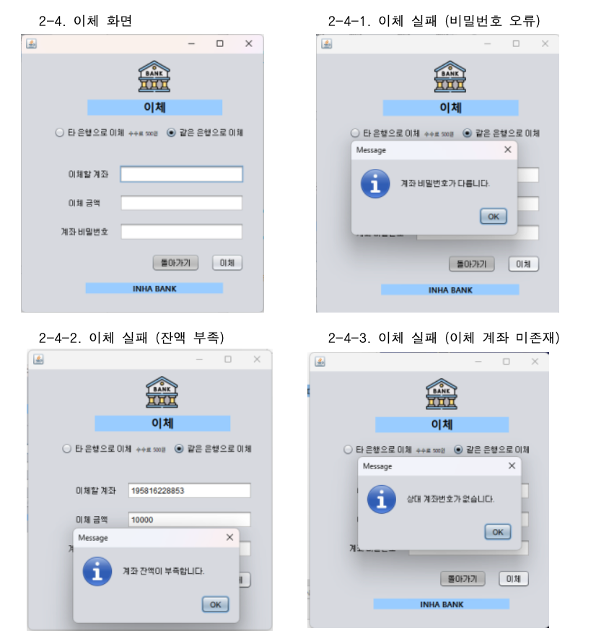 2-4. 이체 화면
BANK
이체
타 은행으로 이체 수수료 500원 같은 은행으로 이체
이체할 계좌
이체 금액
계좌 비밀번호
돌아가기 이체
INHA BANK
2-4-1. 이체 실패 (비밀번호 오류)
BANK
이체
타 은행으로 이체 수수료 500원 같은 은행으로 이체
Message
계좌 비밀번호가 다릅니다.
OK
계좌 비밀번호
돌아가기 이체
INHA BANK
2-4-2. 이체 실패 (잔액 부족)
BANK
이체
타 은행으로 이체 수수료 500원 같은 은행으로 이체
이체할 계좌 195816228853
이체 금액 10000
Message
계좌 잔액이 부족합니다.
OK
2-4-3. 이체 실패 (이체 계좌 미존재)
BANK
이체
타 은행으로 이체 수수료 500원 같은 은행으로 이체
Message
상대 계좌번호가 없습니다.
OK
돌아가기 이체
INHA BANK